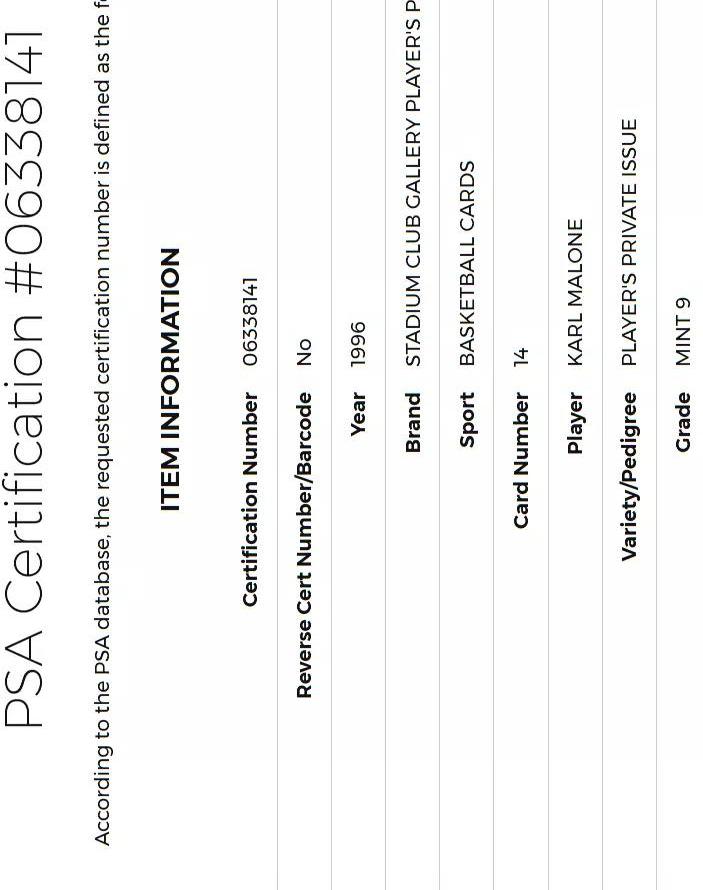 PSA Certification #06338141
According to the PSA database, the requested certification number is defined as the f
ITEM INFORMATION
Certification Number 06338141
Reverse Cert Number/Barcode No
Year 1996
Brand STADIUM CLUB GALLERY PLAYER'S P
Sport BASKETBALL CARDS
Card Number 14
Player KARL MALONE
Variety/Pedigree PLAYER'S PRIVATE ISSUE
Grade MINT 9